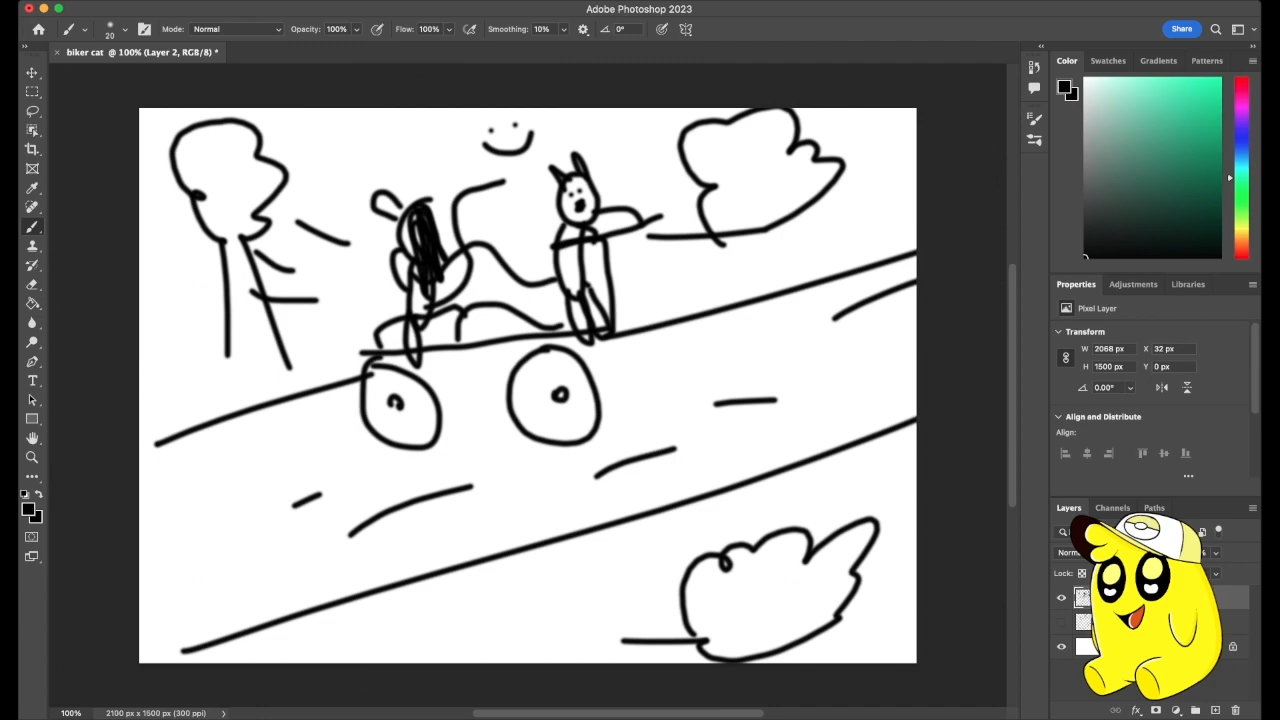 Adobe Photoshop 2023
20
Mode: Normal
Opacity: 100%
Flow: 100%
Smoothing: 10%
0°
Share
biker cat @ 100% (Layer 2, RGB/8) *
Color Swatches Gradients Patterns
Properties Adjustments Libraries
Pixel Layer
Transform
W 2068 px X 32 px
H 1500 px Y 0 px
0.00°
Align and Distribute
Align:
Layers Channels Paths
Lock:
100% 2100 px x 1500 px (300 ppi)